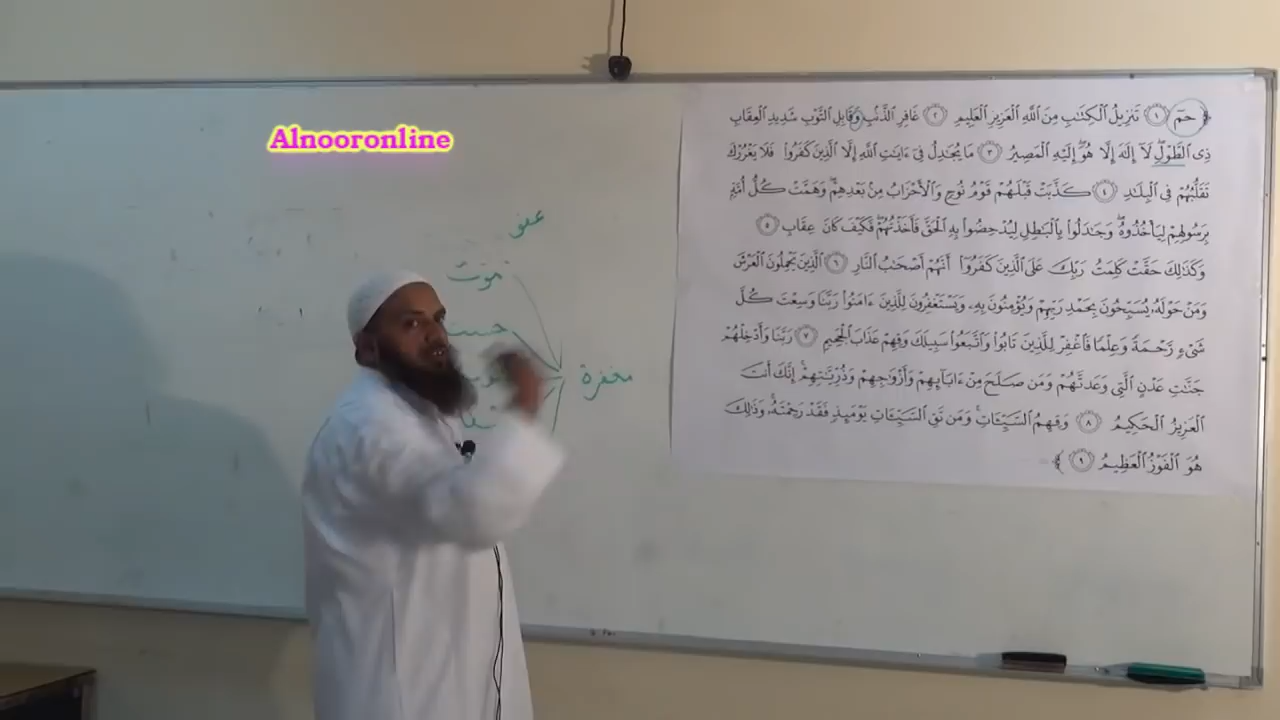 Alnooronline
﴿ حمٓ ١ تَنزِيلُ ٱلْكِتَٰبِ مِنَ ٱللَّهِ ٱلْعَزِيزِ ٱلْعَلِيمِ ٢ غَافِرِ ٱلذَّنۢبِ وَقَابِلِ ٱلتَّوْبِ شَدِيدِ ٱلْعِقَابِ
ذِى ٱلطَّوْلِ ۖ لَآ إِلَٰهَ إِلَّا هُوَ ۖ إِلَيْهِ ٱلْمَصِيرُ ٣ مَا يُجَٰدِلُ فِىٓ ءَايَٰتِ ٱللَّهِ إِلَّا ٱلَّذِينَ كَفَرُوا۟ فَلَا يَغْرُرْكَ
تَقَلُّبُهُمْ فِى ٱلْبِلَٰدِ ٤ كَذَّبَتْ قَبْلَهُمْ قَوْمُ نُوحٍ وَٱلْأَحْزَابُ مِنۢ بَعْدِهِمْ ۖ وَهَمَّتْ كُلُّ أُمَّةٍۭ
بِرَسُولِهِمْ لِيَأْخُذُوهُ ۖ وَجَٰدَلُوا۟ بِٱلْبَٰطِلِ لِيُدْحِضُوا۟ بِهِ ٱلْحَقَّ فَأَخَذْتُهُمْ ۖ فَكَيْفَ كَانَ عِقَابِ ٥
وَكَذَٰلِكَ حَقَّتْ كَلِمَتُ رَبِّكَ عَلَى ٱلَّذِينَ كَفَرُوٓا۟ أَنَّهُمْ أَصْحَٰبُ ٱلنَّارِ ٦ ٱلَّذِينَ يَحْمِلُونَ ٱلْعَرْشَ
وَمَنْ حَوْلَهُۥ يُسَبِّحُونَ بِحَمْدِ رَبِّهِمْ وَيُؤْمِنُونَ بِهِۦ وَيَسْتَغْفِرُونَ لِلَّذِينَ ءَامَنُوا۟ رَبَّنَا وَسِعْتَ كُلَّ
شَىْءٍ رَّحْمَةً وَعِلْمًا فَٱغْفِرْ لِلَّذِينَ تَابُوا۟ وَٱتَّبَعُوا۟ سَبِيلَكَ وَقِهِمْ عَذَابَ ٱلْجَحِيمِ ٧ رَبَّنَا وَأَدْخِلْهُمْ
جَنَّٰتِ عَدْنٍ ٱلَّتِى وَعَدتَّهُمْ وَمَن صَلَحَ مِنْ ءَابَآئِهِمْ وَأَزْوَٰجِهِمْ وَذُرِّيَّٰتِهِمْ ۚ إِنَّكَ أَنتَ
ٱلْعَزِيزُ ٱلْحَكِيمُ ٨ وَقِهِمُ ٱلسَّيِّـَٔاتِ ۚ وَمَن تَقِ ٱلسَّيِّـَٔاتِ يَوْمَئِذٍ فَقَدْ رَحِمْتَهُۥ ۚ وَذَٰلِكَ
هُوَ ٱلْفَوْزُ ٱلْعَظِيمُ ٩ ﴾
عفو
موت
مغفرة